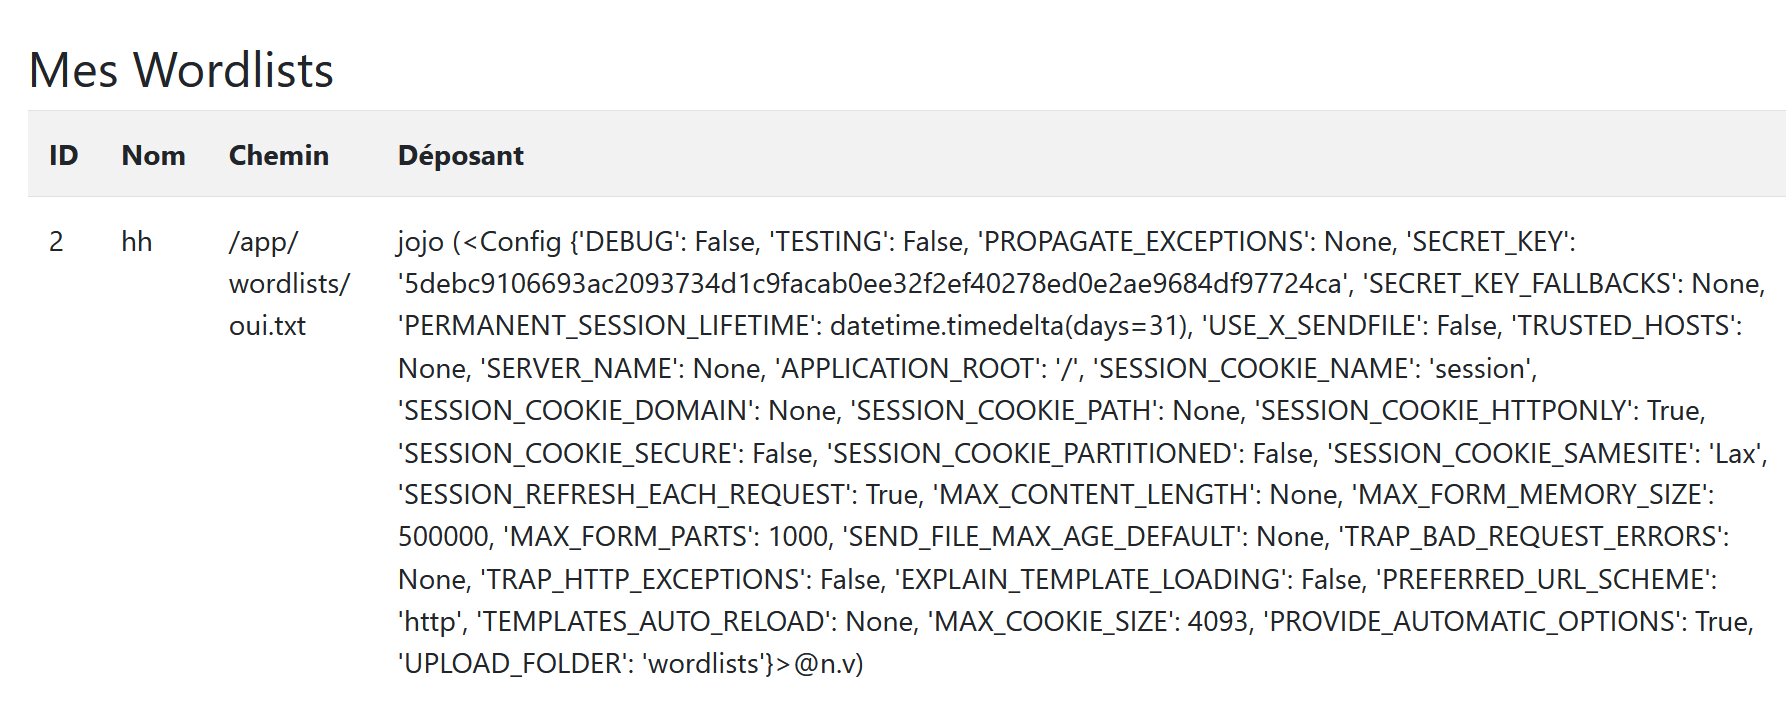 Mes Wordlists
ID Nom Chemin Déposant
2 hh /app/ jojo (<Config {'DEBUG': False, 'TESTING': False, 'PROPAGATE_EXCEPTIONS': None, 'SECRET_KEY':
wordlists/ '5debc9106693ac2093734d1c9facab0ee32f2ef40278ed0e2ae9684df97724ca', 'SECRET_KEY_FALLBACKS': None,
oui.txt 'PERMANENT_SESSION_LIFETIME': datetime.timedelta(days=31), 'USE_X_SENDFILE': False, 'TRUSTED_HOSTS':
None, 'SERVER_NAME': None, 'APPLICATION_ROOT': '/', 'SESSION_COOKIE_NAME': 'session',
'SESSION_COOKIE_DOMAIN': None, 'SESSION_COOKIE_PATH': None, 'SESSION_COOKIE_HTTPONLY': True,
'SESSION_COOKIE_SECURE': False, 'SESSION_COOKIE_PARTITIONED': False, 'SESSION_COOKIE_SAMESITE': 'Lax',
'SESSION_REFRESH_EACH_REQUEST': True, 'MAX_CONTENT_LENGTH': None, 'MAX_FORM_MEMORY_SIZE':
500000, 'MAX_FORM_PARTS': 1000, 'SEND_FILE_MAX_AGE_DEFAULT': None, 'TRAP_BAD_REQUEST_ERRORS':
None, 'TRAP_HTTP_EXCEPTIONS': False, 'EXPLAIN_TEMPLATE_LOADING': False, 'PREFERRED_URL_SCHEME':
'http', 'TEMPLATES_AUTO_RELOAD': None, 'MAX_COOKIE_SIZE': 4093, 'PROVIDE_AUTOMATIC_OPTIONS': True,
'UPLOAD_FOLDER': 'wordlists'}>@n.v)